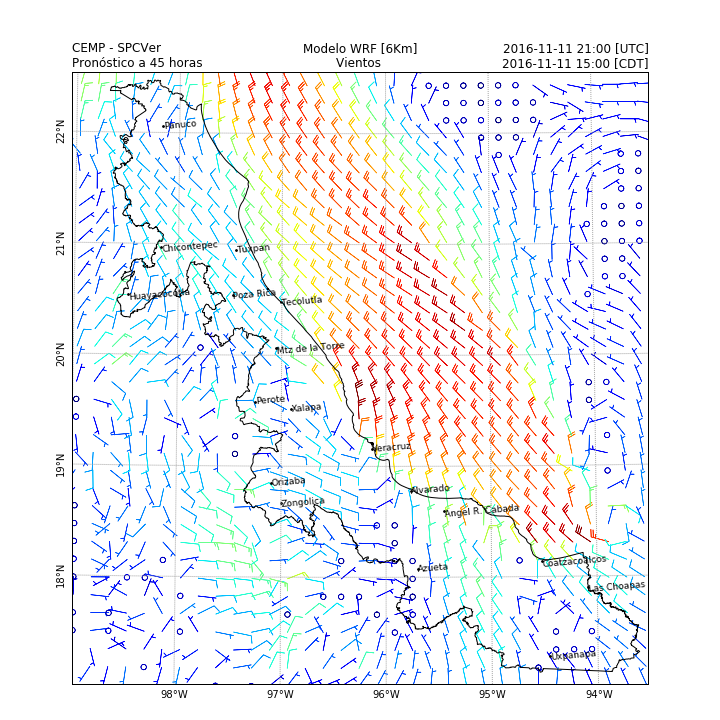 CEMP - SPCVer
Pronóstico a 45 horas
Modelo WRF [6Km]
Vientos
2016-11-11 21:00 [UTC]
2016-11-11 15:00 [CDT]
22°N
21°N
20°N
19°N
18°N
Pánuco
Chicontepec
Tuxpan
Huayacocotla
Poza Rica
Tecolutla
Mtz de la Torre
Perote
Xalapa
Veracruz
Orizaba
Zongolica
Alvarado
Angel R. Cabada
Azueta
Coatzacoalcos
Las Choapas
Uxpanapa
98°W
97°W
96°W
95°W
94°W